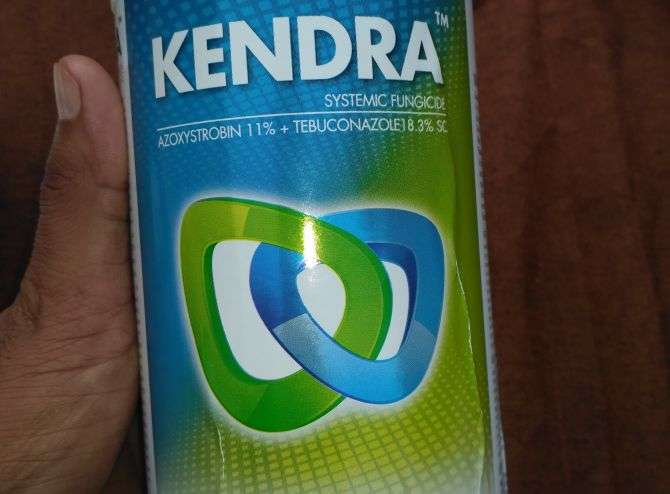 KENDRA™
SYSTEMIC FUNGICIDE
AZOXYSTROBIN 11% + TEBUCONAZOLE18.3% SC